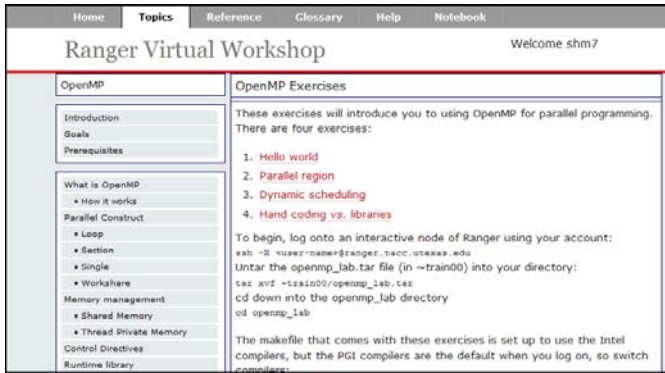 Home Topics Reference Glossary Help Notebook
Ranger Virtual Workshop
Welcome shm7
OpenMP
Introduction
Goals
Prerequisites
What is OpenMP
• How it works
Parallel Construct
• Loop
• Section
• Single
• Workshare
Memory management
• Shared Memory
• Thread Private Memory
Control Directives
Runtime library
OpenMP Exercises
These exercises will introduce you to using OpenMP for parallel programming.
There are four exercises:
1. Hello world
2. Parallel region
3. Dynamic scheduling
4. Hand coding vs. libraries
To begin, log onto an interactive node of Ranger using your account:
ssh -X <user-name>@ranger.tacc.utexas.edu
Untar the openmp_lab.tar file (in ~train00) into your directory:
tar xvf ~train00/openmp_lab.tar
cd down into the openmp_lab directory
cd openmp_lab
The makefile that comes with these exercises is set up to use the Intel
compilers, but the PGI compilers are the default when you log on, so switch
compilers: